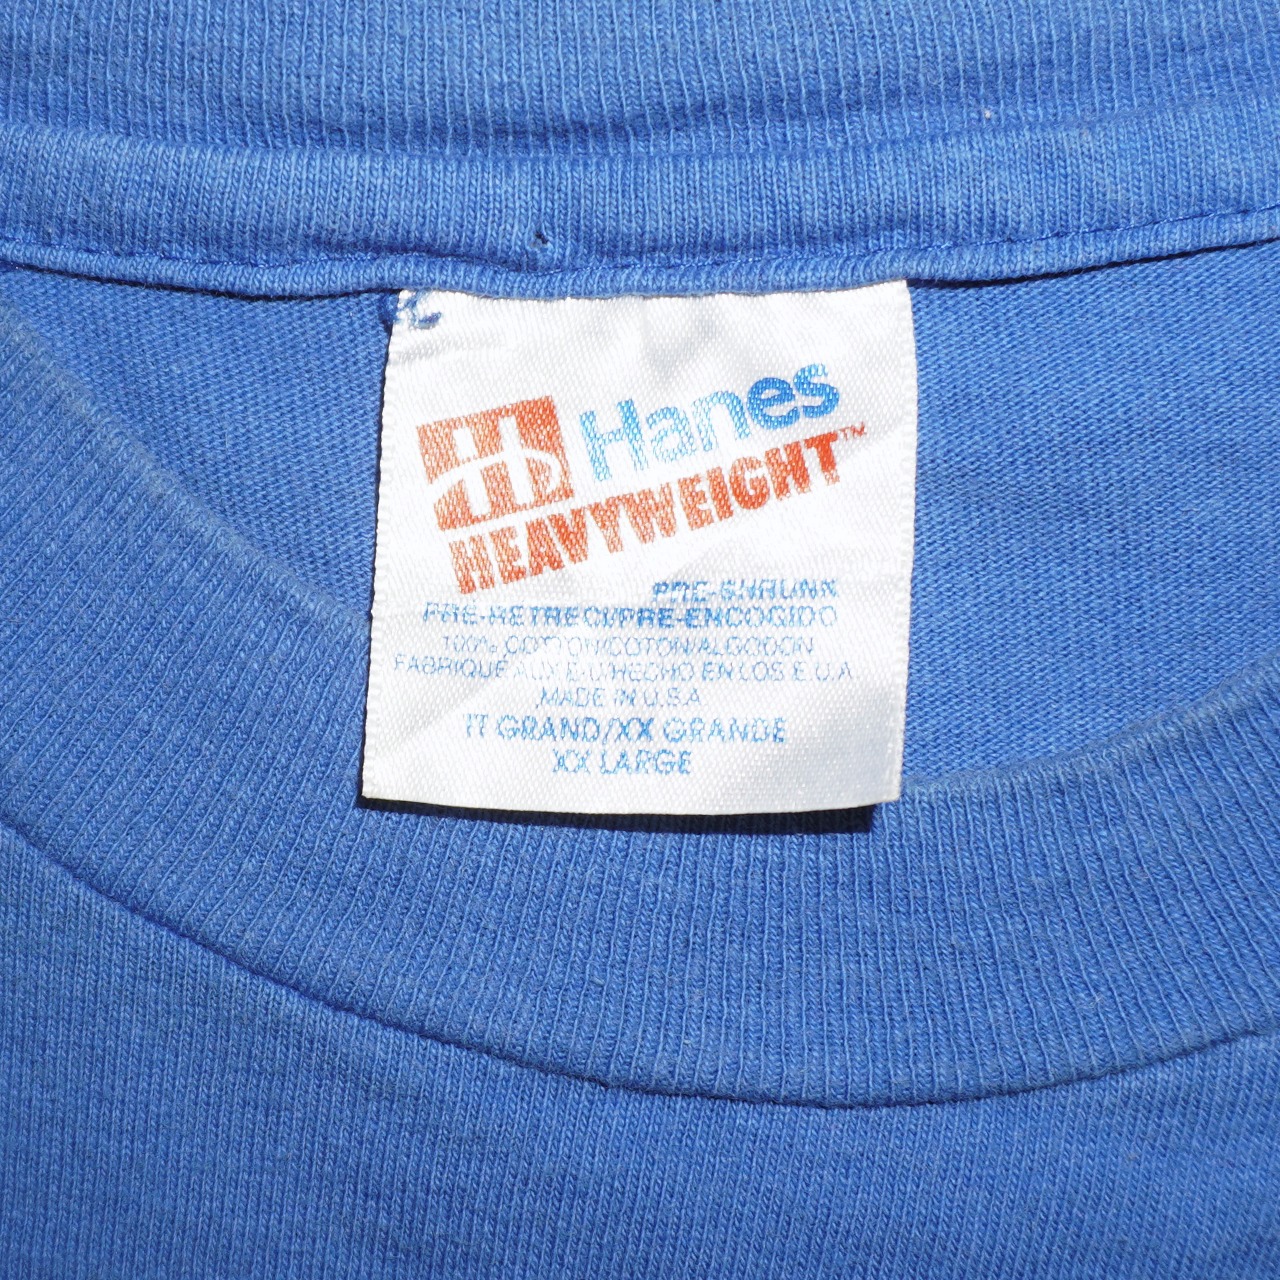 H Hanes
HEAVYWEIGHT™
PRE-SHRUNK
PRE-RETRECI/PRE-ENCOGIDO
100% COTTON/COTON/ALGODON
FABRIQUÉ AUX E-U/HECHO EN LOS E.U.A
MADE IN U.S.A
TT GRAND/XX GRANDE
XX LARGE